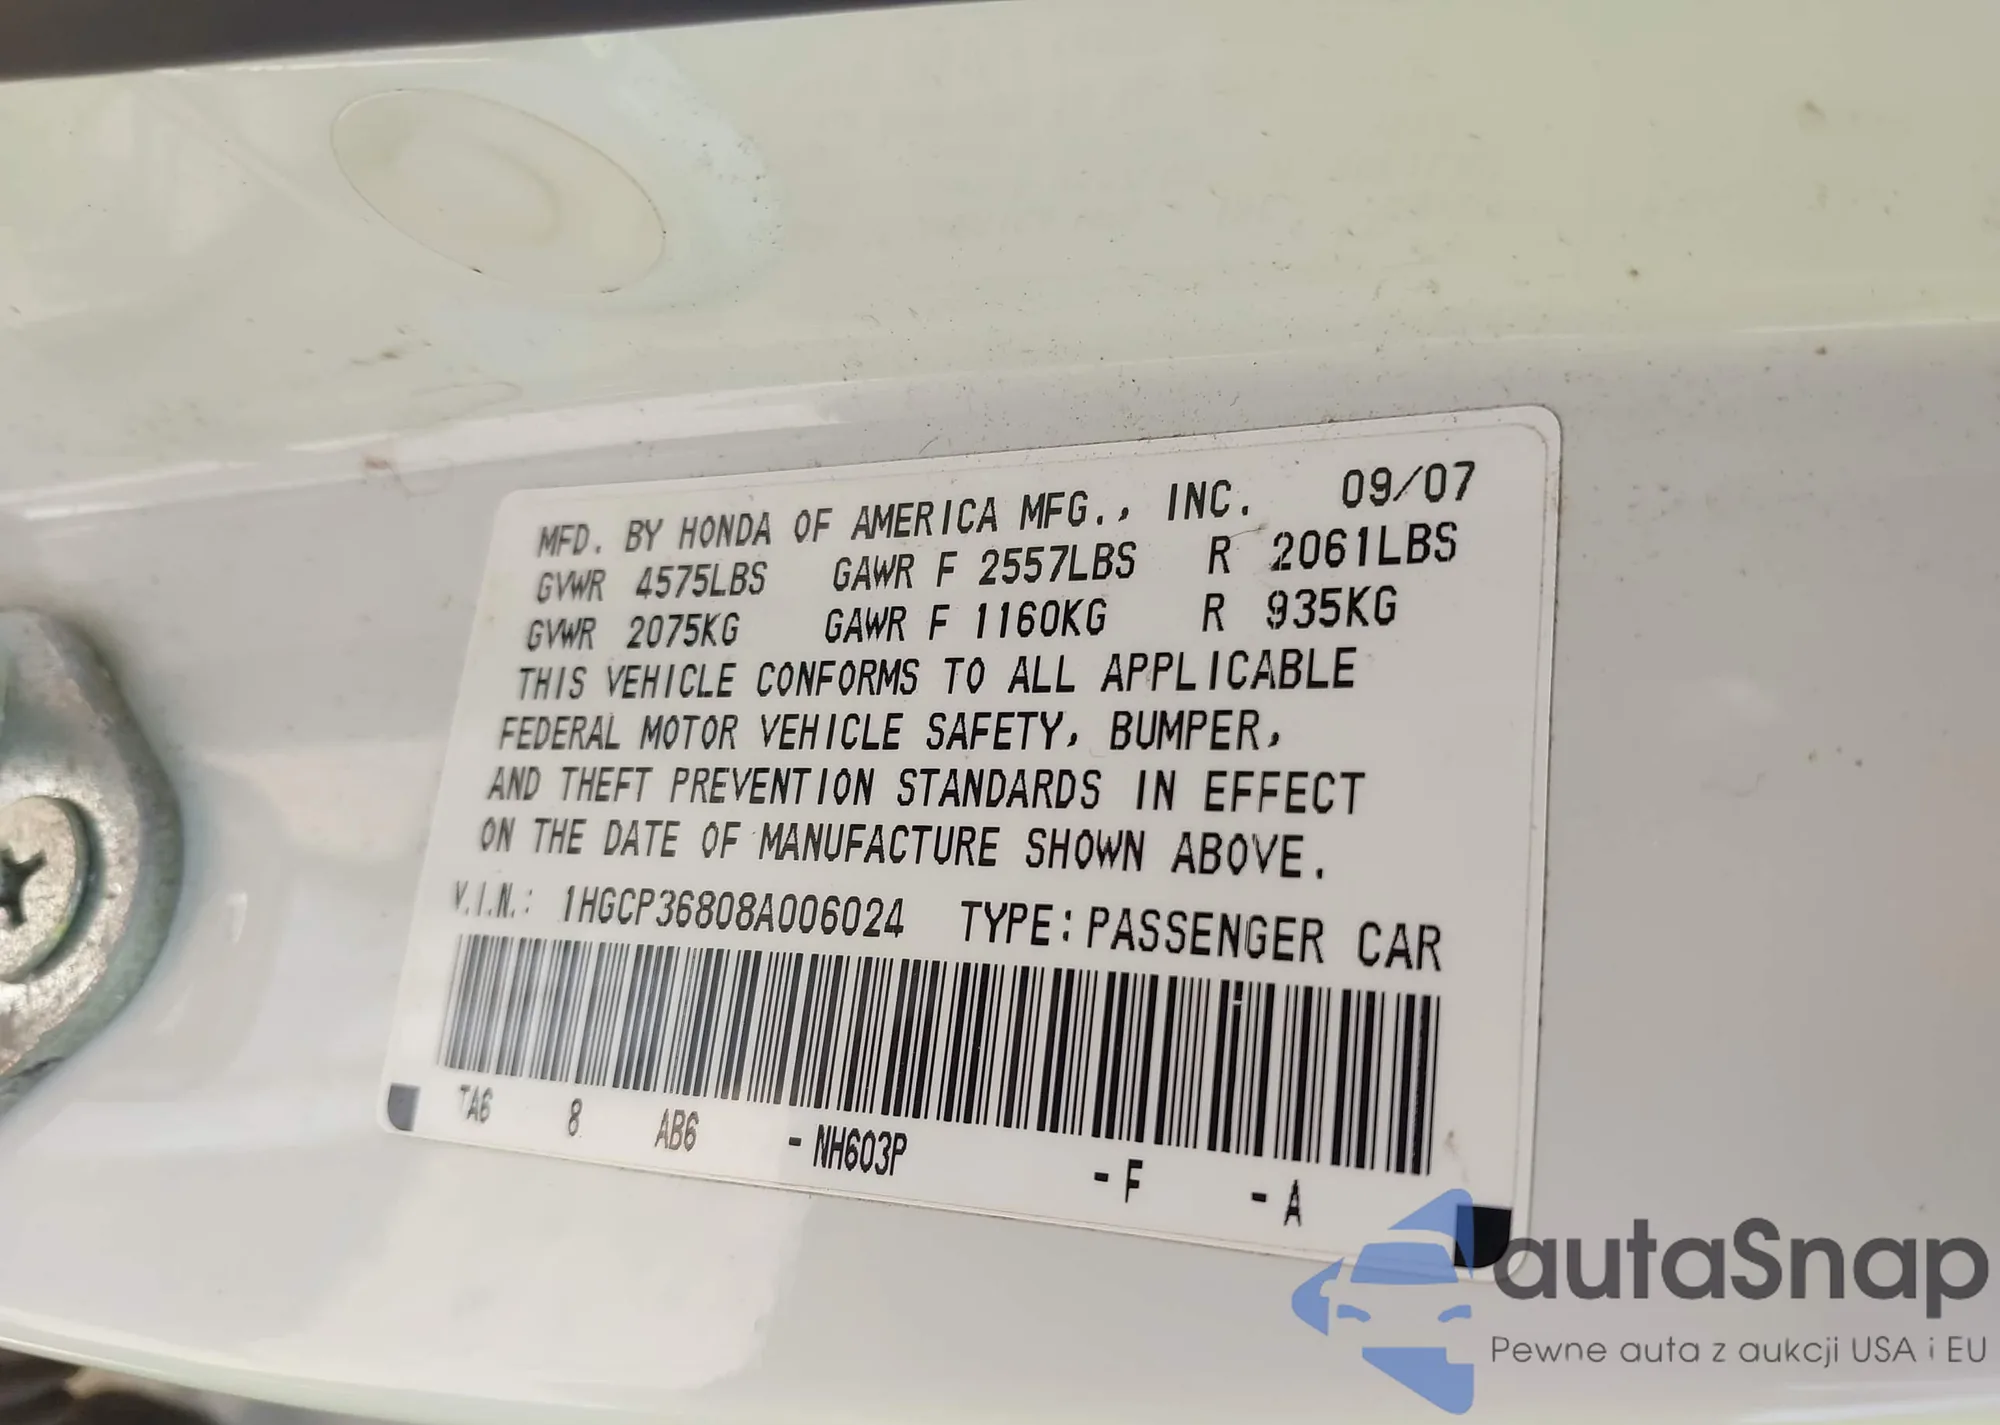 MFD. BY HONDA OF AMERICA MFG., INC. 09/07
GVWR 4575LBS GAWR F 2557LBS R 2061LBS
GVWR 2075KG GAWR F 1160KG R 935KG
THIS VEHICLE CONFORMS TO ALL APPLICABLE
FEDERAL MOTOR VEHICLE SAFETY, BUMPER,
AND THEFT PREVENTION STANDARDS IN EFFECT
ON THE DATE OF MANUFACTURE SHOWN ABOVE.
V.I.N.: 1HGCP36808A006024 TYPE: PASSENGER CAR
TA6 8 AB6 - NH603P - F - A
autaSnap
Pewne auta z aukcji USA i EU